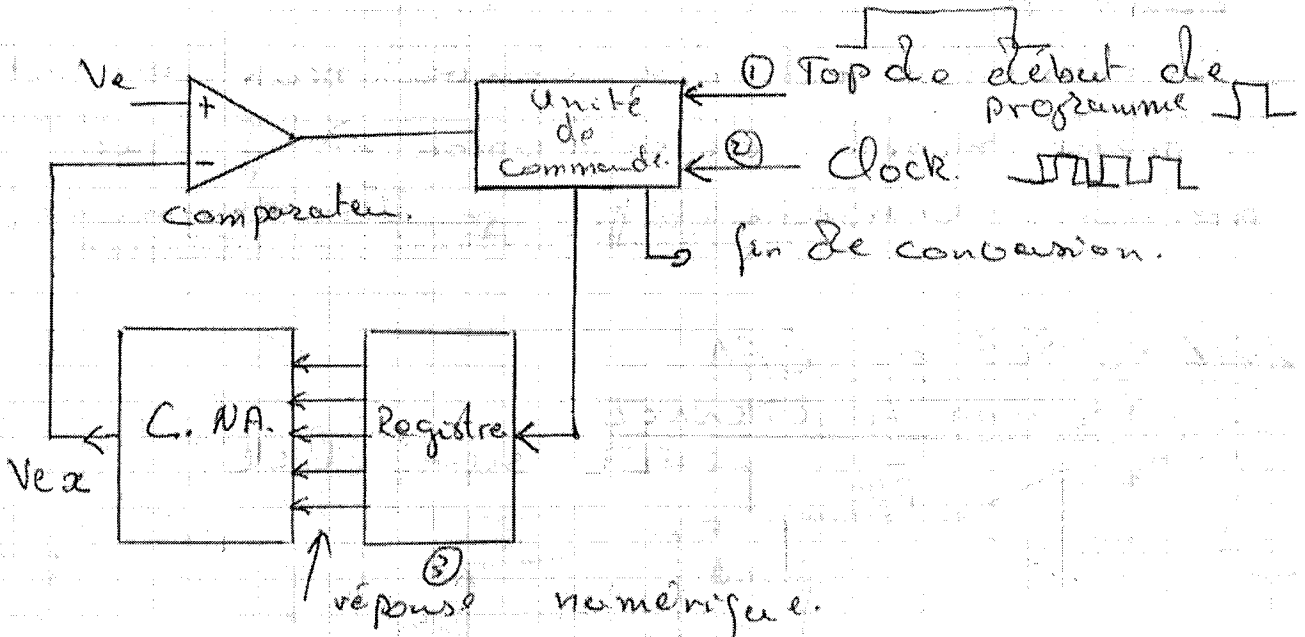 Ve
+
-
comparateur.
Unité
de
commande.
① Top de début de
programme
② Clock.
fin de conversion.
C. NA.
Registre
Vex
③
réponse numérique.